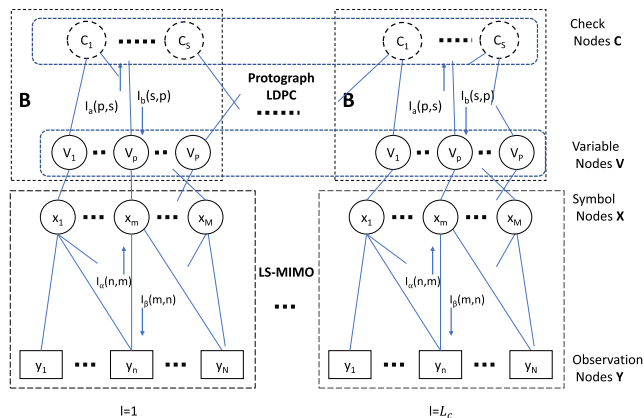 C1 CS C1 CS
Check
Nodes C
Protograph
LDPC
B B
Ia(p,s) Ib(s,p) Ia(p,s) Ib(s,p)
V1 Vp VP V1 Vp VP
Variable
Nodes V
Symbol
Nodes X
x1 xm xM x1 xm xM
Iα(n,m) LS-MIMO Iα(n,m)
Iβ(m,n) Iβ(m,n)
y1 yn yN y1 yn yN
Observation
Nodes Y
l=1 l=Lc